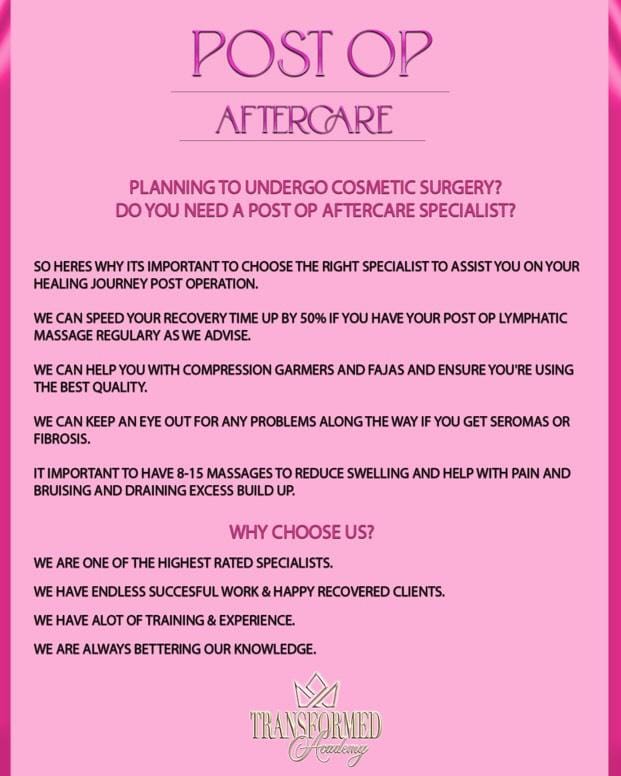 POST OP
AFTERCARE
PLANNING TO UNDERGO COSMETIC SURGERY?
DO YOU NEED A POST OP AFTERCARE SPECIALIST?
SO HERES WHY ITS IMPORTANT TO CHOOSE THE RIGHT SPECIALIST TO ASSIST YOU ON YOUR
HEALING JOURNEY POST OPERATION.
WE CAN SPEED YOUR RECOVERY TIME UP BY 50% IF YOU HAVE YOUR POST OP LYMPHATIC
MASSAGE REGULARY AS WE ADVISE.
WE CAN HELP YOU WITH COMPRESSION GARMERS AND FAJAS AND ENSURE YOU'RE USING
THE BEST QUALITY.
WE CAN KEEP AN EYE OUT FOR ANY PROBLEMS ALONG THE WAY IF YOU GET SEROMAS OR
FIBROSIS.
IT IMPORTANT TO HAVE 8-15 MASSAGES TO REDUCE SWELLING AND HELP WITH PAIN AND
BRUISING AND DRAINING EXCESS BUILD UP.
WHY CHOOSE US?
WE ARE ONE OF THE HIGHEST RATED SPECIALISTS.
WE HAVE ENDLESS SUCCESFUL WORK & HAPPY RECOVERED CLIENTS.
WE HAVE ALOT OF TRAINING & EXPERIENCE.
WE ARE ALWAYS BETTERING OUR KNOWLEDGE.
TRANSFORMED
Academy